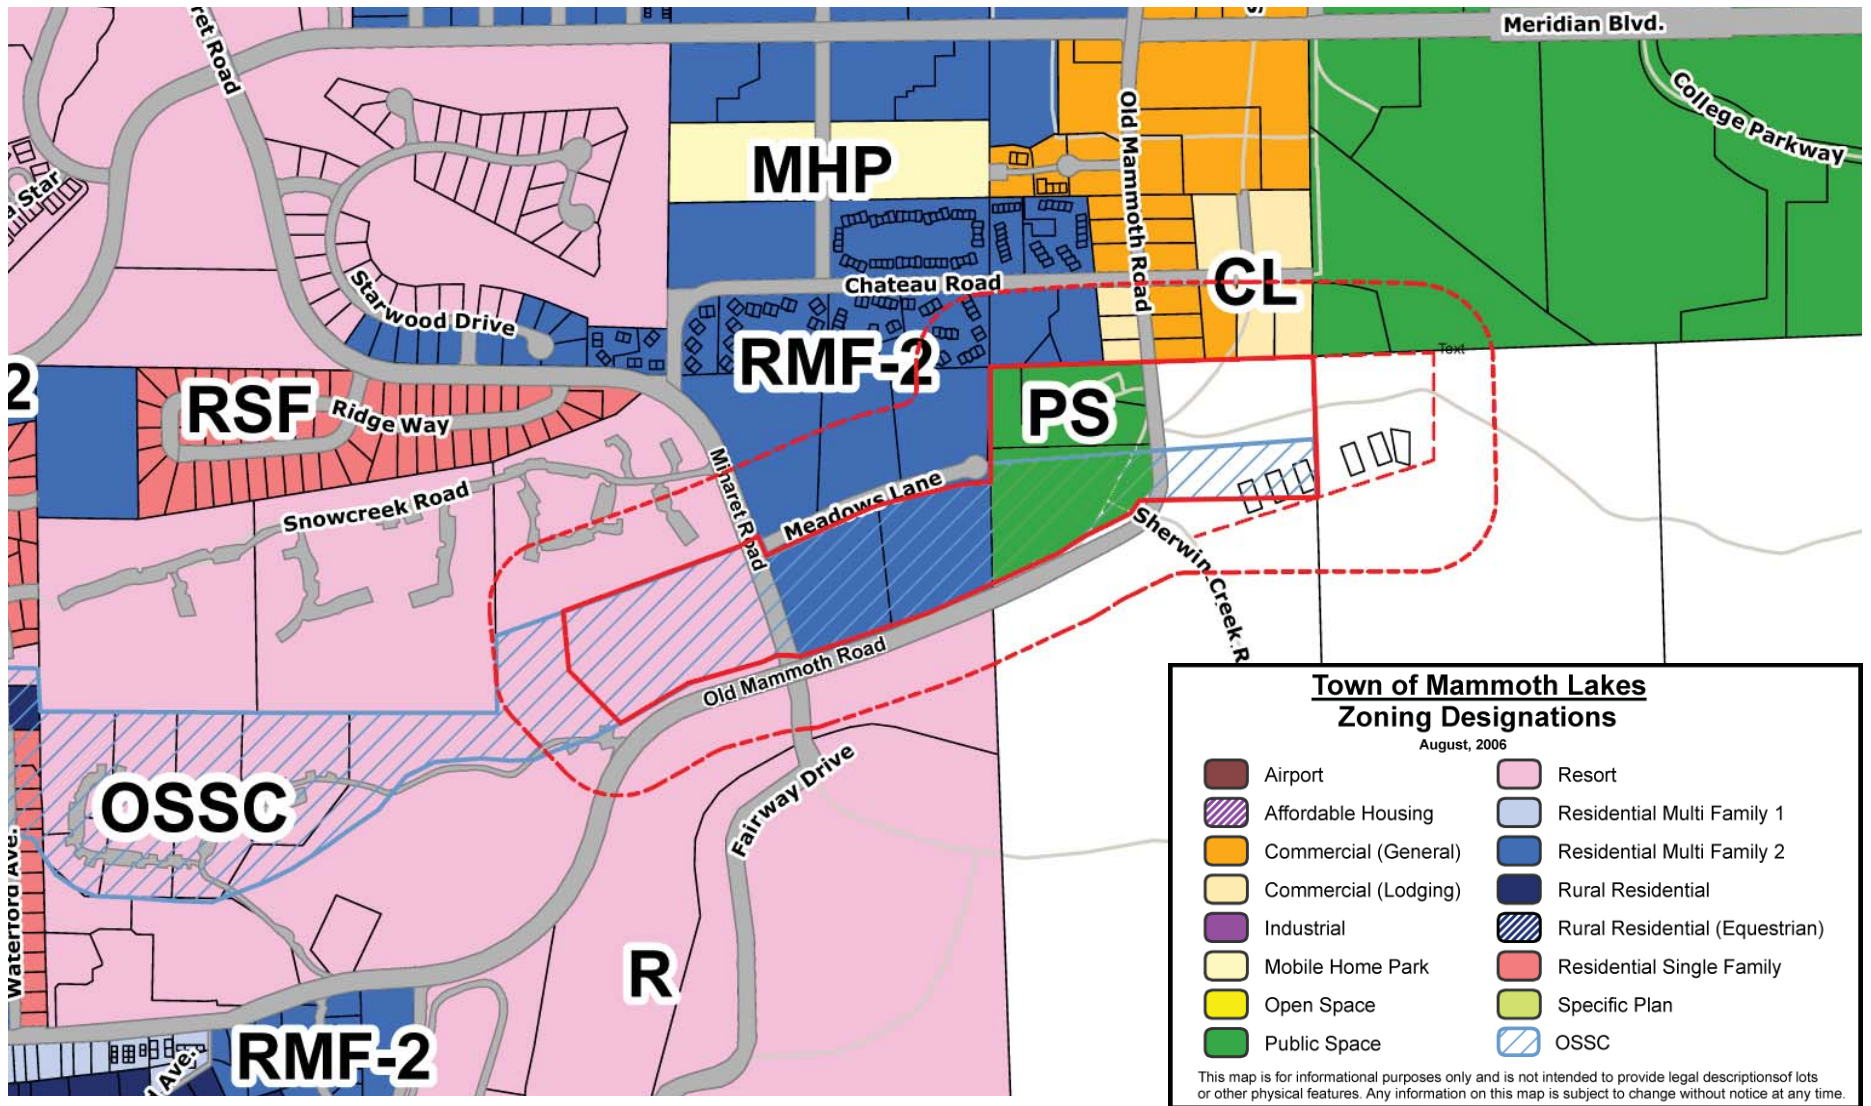 Meridian Blvd.
ret Road
College Parkway
Old Mammoth Road
MHP
a Star
CL
Chateau Road
Starwood Drive
RMF-2
Text
2
RSF
Ridge Way
PS
Minaret Road
Meadows Lane
Snowcreek Road
Sherwin Creek R
Old Mammoth Road
OSSC
Fairway Drive
Waterford Ave.
R
RMF-2
d Ave.
Town of Mammoth Lakes
Zoning Designations
August, 2006
Airport
Affordable Housing
Commercial (General)
Commercial (Lodging)
Industrial
Mobile Home Park
Open Space
Public Space
Resort
Residential Multi Family 1
Residential Multi Family 2
Rural Residential
Rural Residential (Equestrian)
Residential Single Family
Specific Plan
OSSC
This map is for informational purposes only and is not intended to provide legal descriptionsof lots
or other physical features. Any information on this map is subject to change without notice at any time.